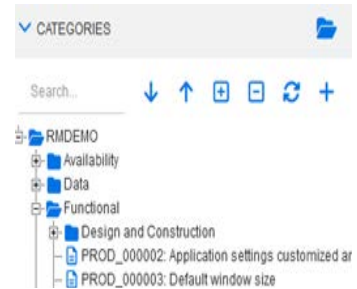 CATEGORIES
Search...
RMDEMO
Availability
Data
Functional
Design and Construction
PROD_000002: Application settings customized ar
PROD_000003: Default window size